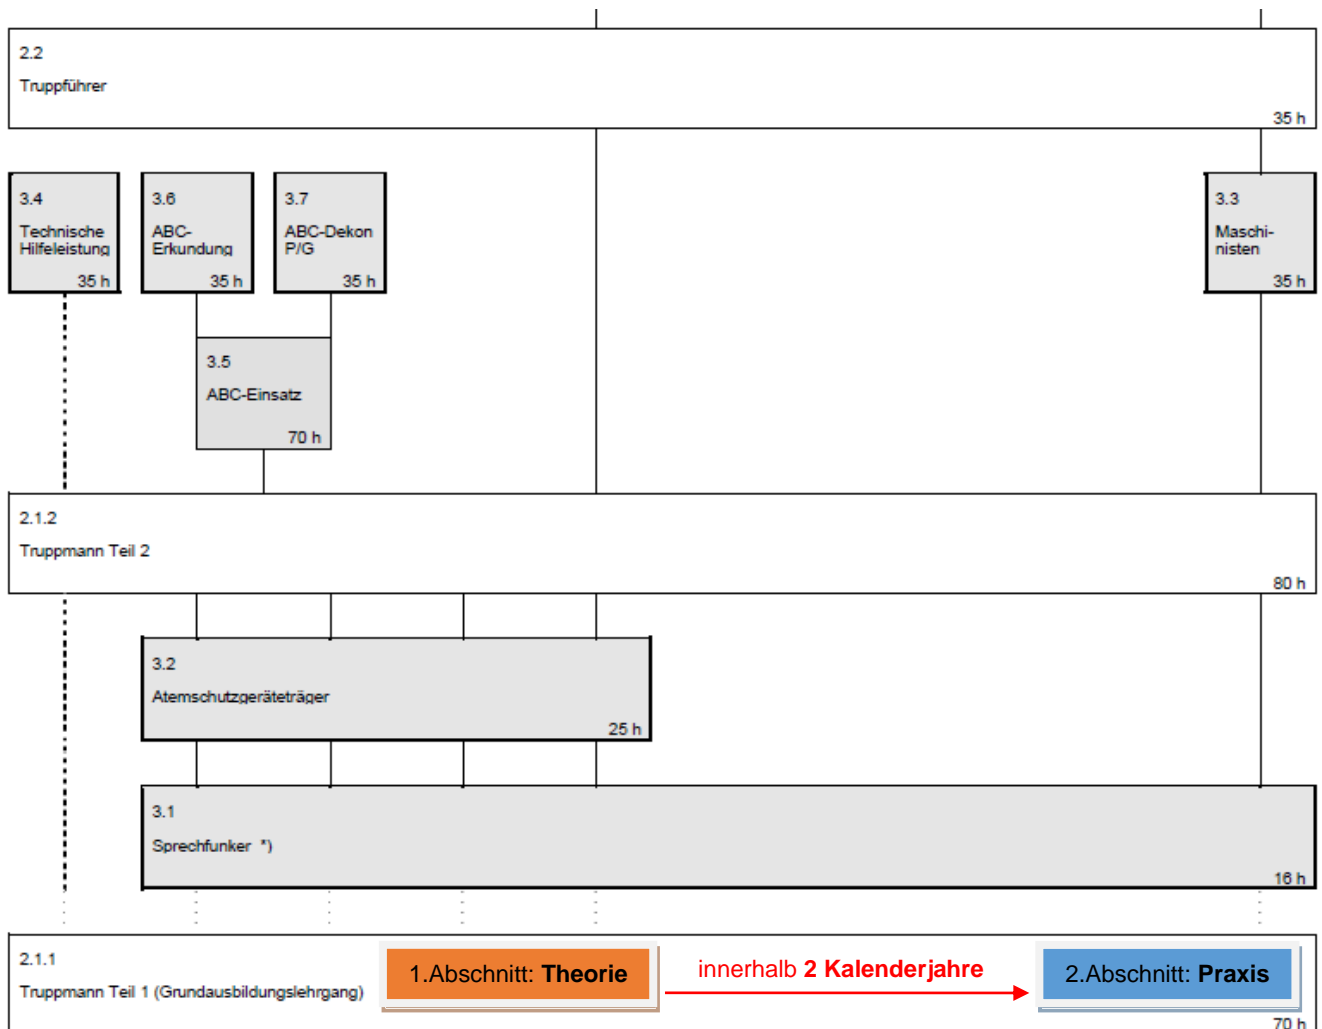 2.2
Truppführer
35 h
3.4
Technische
Hilfeleistung
35 h
3.6
ABC-
Erkundung
35 h
3.7
ABC-Dekon
P/G
35 h
3.3
Maschi-
nisten
35 h
3.5
ABC-Einsatz
70 h
2.1.2
Truppmann Teil 2
80 h
3.2
Atemschutzgeräteträger
25 h
3.1
Sprechfunker *)
16 h
2.1.1
Truppmann Teil 1 (Grundausbildungslehrgang)
1.Abschnitt: Theorie
innerhalb 2 Kalenderjahre
2.Abschnitt: Praxis
70 h